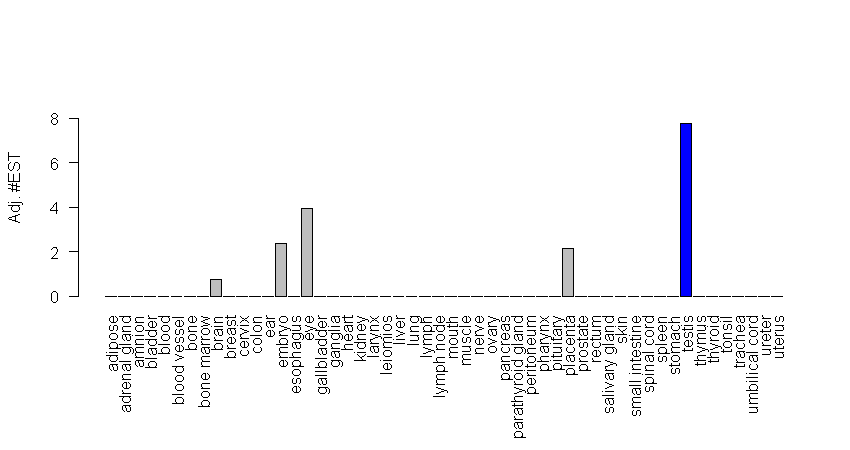 Adj. #EST
8
6
4
2
0
adipose
adrenal gland
amnion
bladder
blood
blood vessel
bone
bone marrow
brain
breast
cervix
colon
ear
embryo
esophagus
eye
gallbladder
ganglia
heart
kidney
larynx
leiomios
liver
lung
lymph
lymph node
mouth
muscle
nerve
ovary
pancreas
parathyroid gland
peritoneum
pharynx
pituitary
placenta
prostate
rectum
salivary gland
skin
small intestine
spinal cord
spleen
stomach
testis
thymus
thyroid
tonsil
trachea
umbilical cord
ureter
uterus